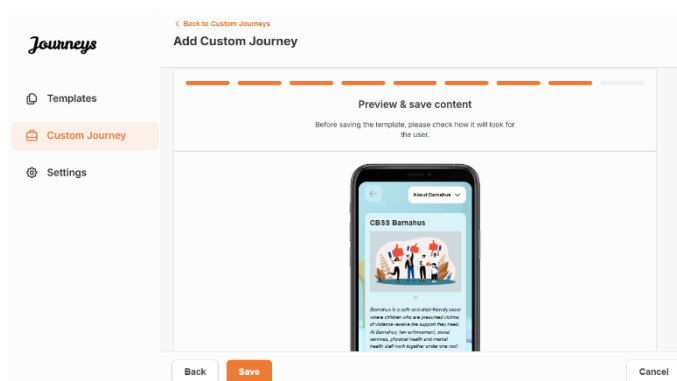 < Back to Custom Journeys
Journeys
Add Custom Journey
Templates
Custom Journey
Settings
Preview & save content
Before saving the template, please check how it will look for
the user.
About Barnahus
CBSS Barnahus
Barnahus is a safe and child-friendly place
where children who are presumed victims
of violence receive the support they need.
At Barnahus, law enforcement, social
services, physical health and mental
health staff work together under one roof.
Back
Save
Cancel